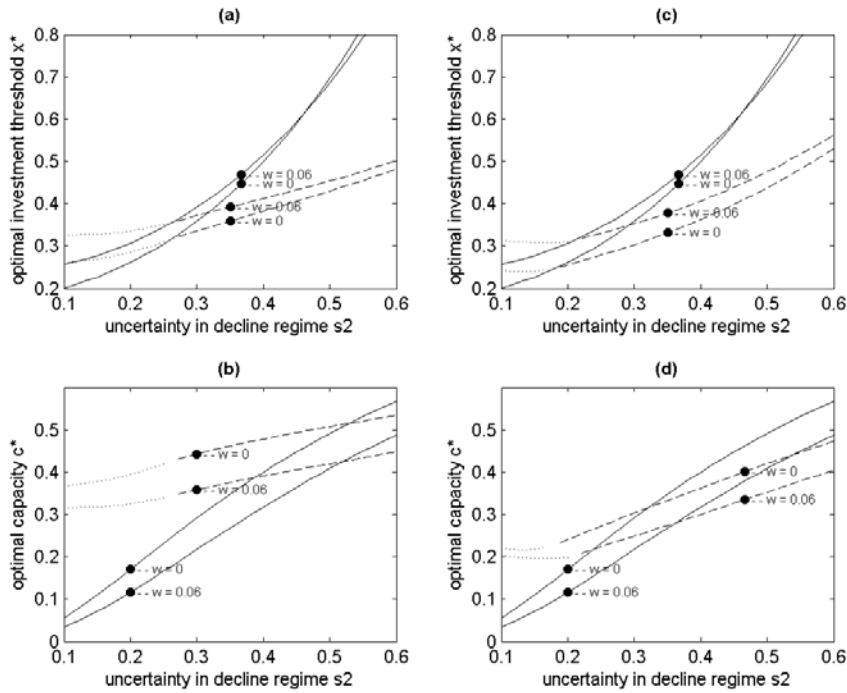 (a)
optimal investment threshold x*
0.8
0.7
0.6
0.5
0.4
0.3
0.2
w = 0.06
w = 0
w = 0.06
w = 0
0.1 0.2 0.3 0.4 0.5 0.6
uncertainty in decline regime s2
(c)
optimal investment threshold x*
0.8
0.7
0.6
0.5
0.4
0.3
0.2
w = 0.06
w = 0
w = 0.06
w = 0
0.1 0.2 0.3 0.4 0.5 0.6
uncertainty in decline regime s2
(b)
optimal capacity c*
0.5
0.4
0.3
0.2
0.1
0
w = 0
w = 0.06
w = 0
w = 0.06
0.1 0.2 0.3 0.4 0.5 0.6
uncertainty in decline regime s2
(d)
optimal capacity c*
0.5
0.4
0.3
0.2
0.1
0
w = 0
w = 0.06
w = 0
w = 0.06
0.1 0.2 0.3 0.4 0.5 0.6
uncertainty in decline regime s2